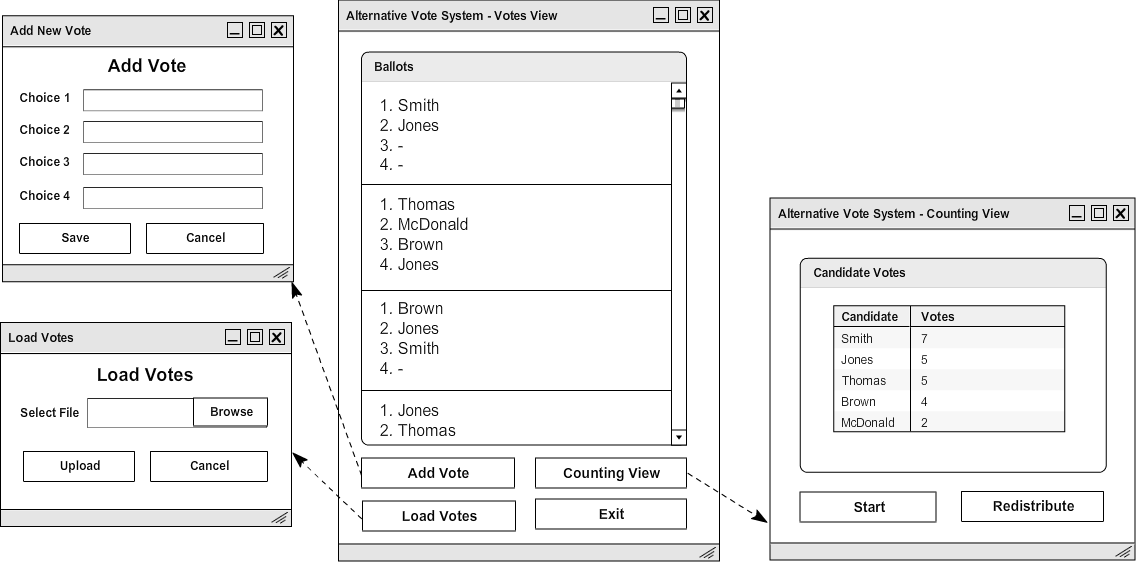 Add New Vote
Add Vote
Choice 1
Choice 2
Choice 3
Choice 4
Save Cancel
Load Votes
Load Votes
Select File Browse
Upload Cancel
Alternative Vote System - Votes View
Ballots
1. Smith
2. Jones
3. -
4. -
1. Thomas
2. McDonald
3. Brown
4. Jones
1. Brown
2. Jones
3. Smith
4. -
1. Jones
2. Thomas
Add Vote Counting View
Load Votes Exit
Alternative Vote System - Counting View
Candidate Votes
Candidate Votes
Smith 7
Jones 5
Thomas 5
Brown 4
McDonald 2
Start Redistribute